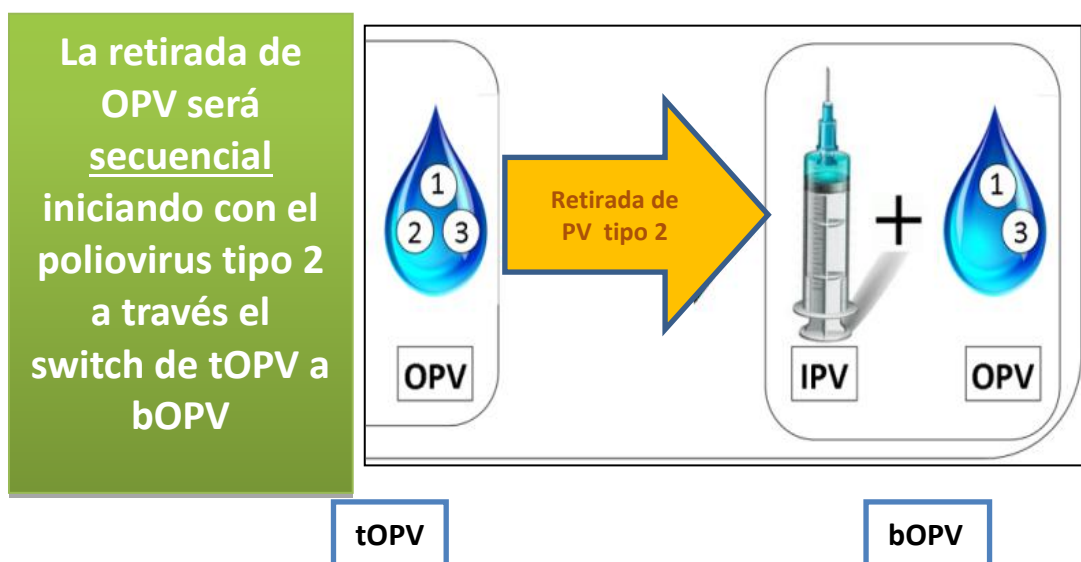 La retirada de
OPV será
secuencial
iniciando con el
poliovirus tipo 2
a través el
switch de tOPV a
bOPV
1
2 3
OPV
Retirada de
PV tipo 2
+
1
3
IPV
OPV
tOPV
bOPV